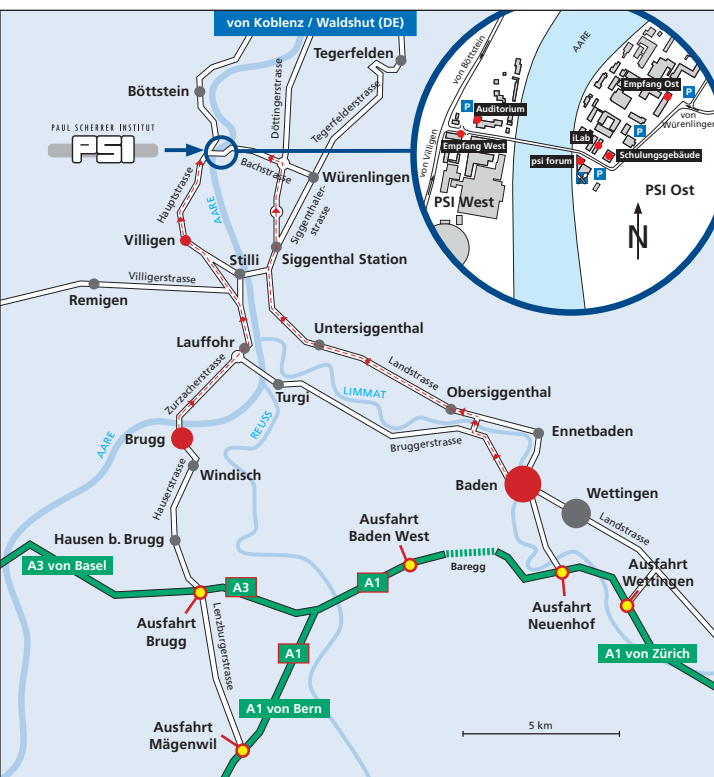 von Koblenz / Waldshut (DE)
Tegerfelden
Böttstein
Döttingerstrasse
Tegerfelderstrasse
PAUL SCHERRER INSTITUT
PSI
Bachstrasse
Würenlingen
Hauptstrasse
AARE
Siggenthaler-
strasse
Villigen
Stilli
Siggenthal Station
Villigerstrasse
Remigen
Lauffohr
Untersiggenthal
Landstrasse
Zurzacherstrasse
Turgi
LIMMAT
Obersiggenthal
AARE
REUSS
Bruggerstrasse
Ennetbaden
Brugg
Windisch
Baden
Wettingen
Hauserstrasse
Landstrasse
Hausen b. Brugg
Ausfahrt
Baden West
A3 von Basel
Baregg
Ausfahrt
Wettingen
A3
A1
Ausfahrt
Brugg
Ausfahrt
Neuenhof
Lenzburgerstrasse
A1
A1 von Zürich
A1 von Bern
Ausfahrt
Mägenwil
5 km
von Böttstein
AARE
Empfang Ost
P
P
Auditorium
von
Würenlingen
P
iLab
Empfang West
Schulungsgebäude
psi forum
P
P
von Villigen
PSI West
PSI Ost
N